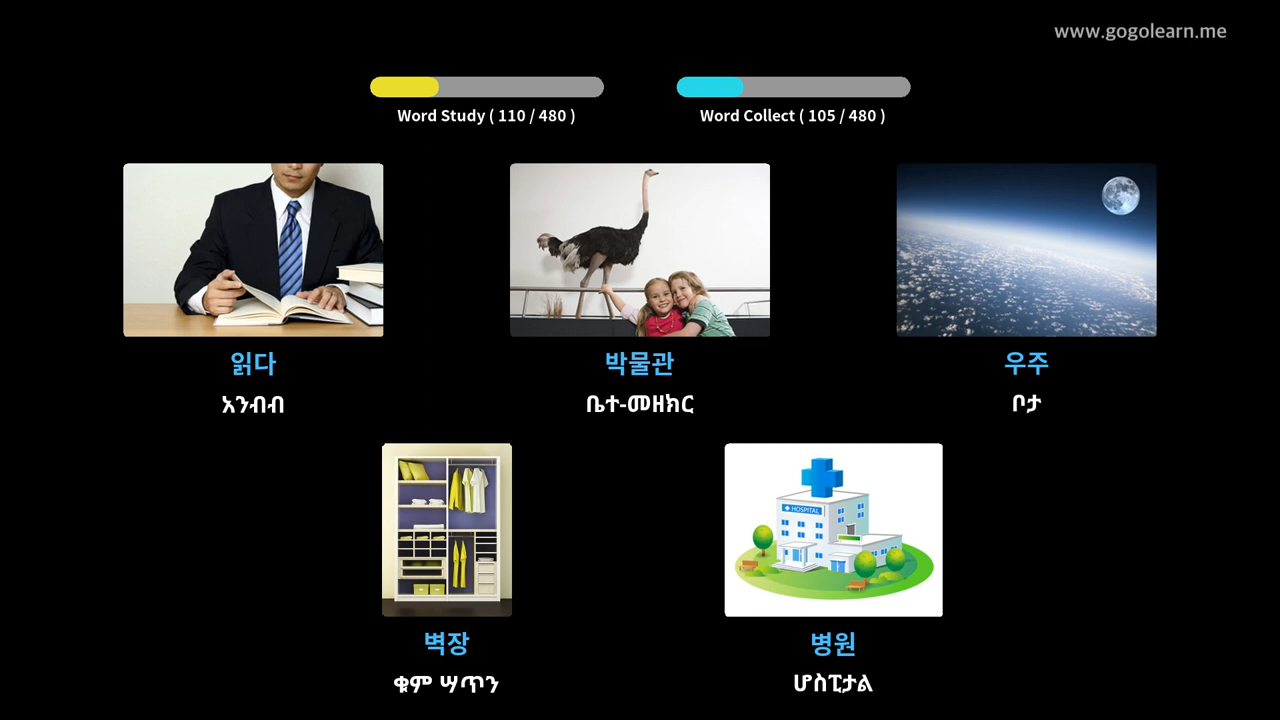 www.gogolearn.me
Word Study ( 110 / 480 )
Word Collect ( 105 / 480 )
읽다
박물관
우주
አንብብ
ቤተ-መዘክር
ቦታ
HOSPITAL
벽장
병원
ቁም ሣጥን
ሆስፒታል